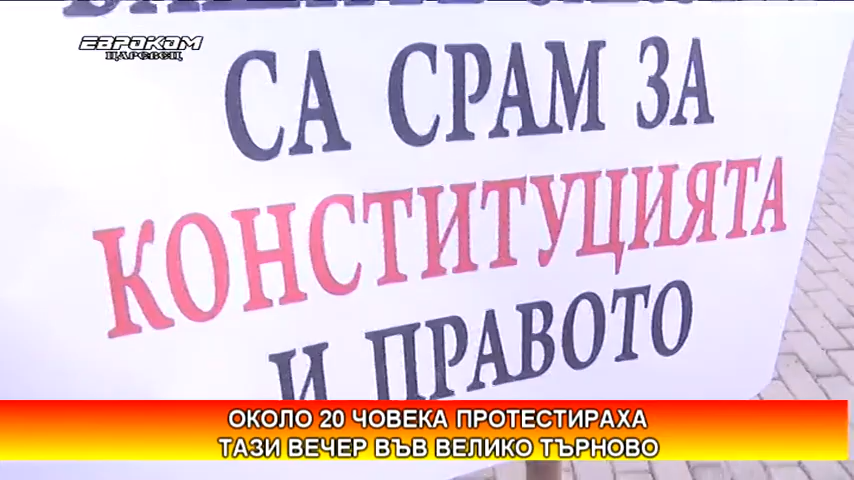 ЕВРОКОМ
ЦАРЕВЕЦ
СА СРАМ ЗА
КОНСТИТУЦИЯТА
И ПРАВОТО
ОКОЛО 20 ЧОВЕКА ПРОТЕСТИРАХА
ТАЗИ ВЕЧЕР ВЪВ ВЕЛИКО ТЪРНОВО